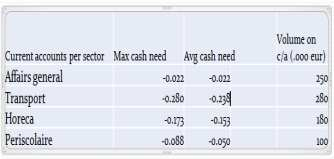 Current accounts per sector Max cash need Avg cash need Volume on c/a (.000 eur)
Affairs general -0.022 -0.022 250
Transport -0.280 -0.238 280
Horeca -0.173 -0.153 180
Periscolaire -0.088 -0.050 100